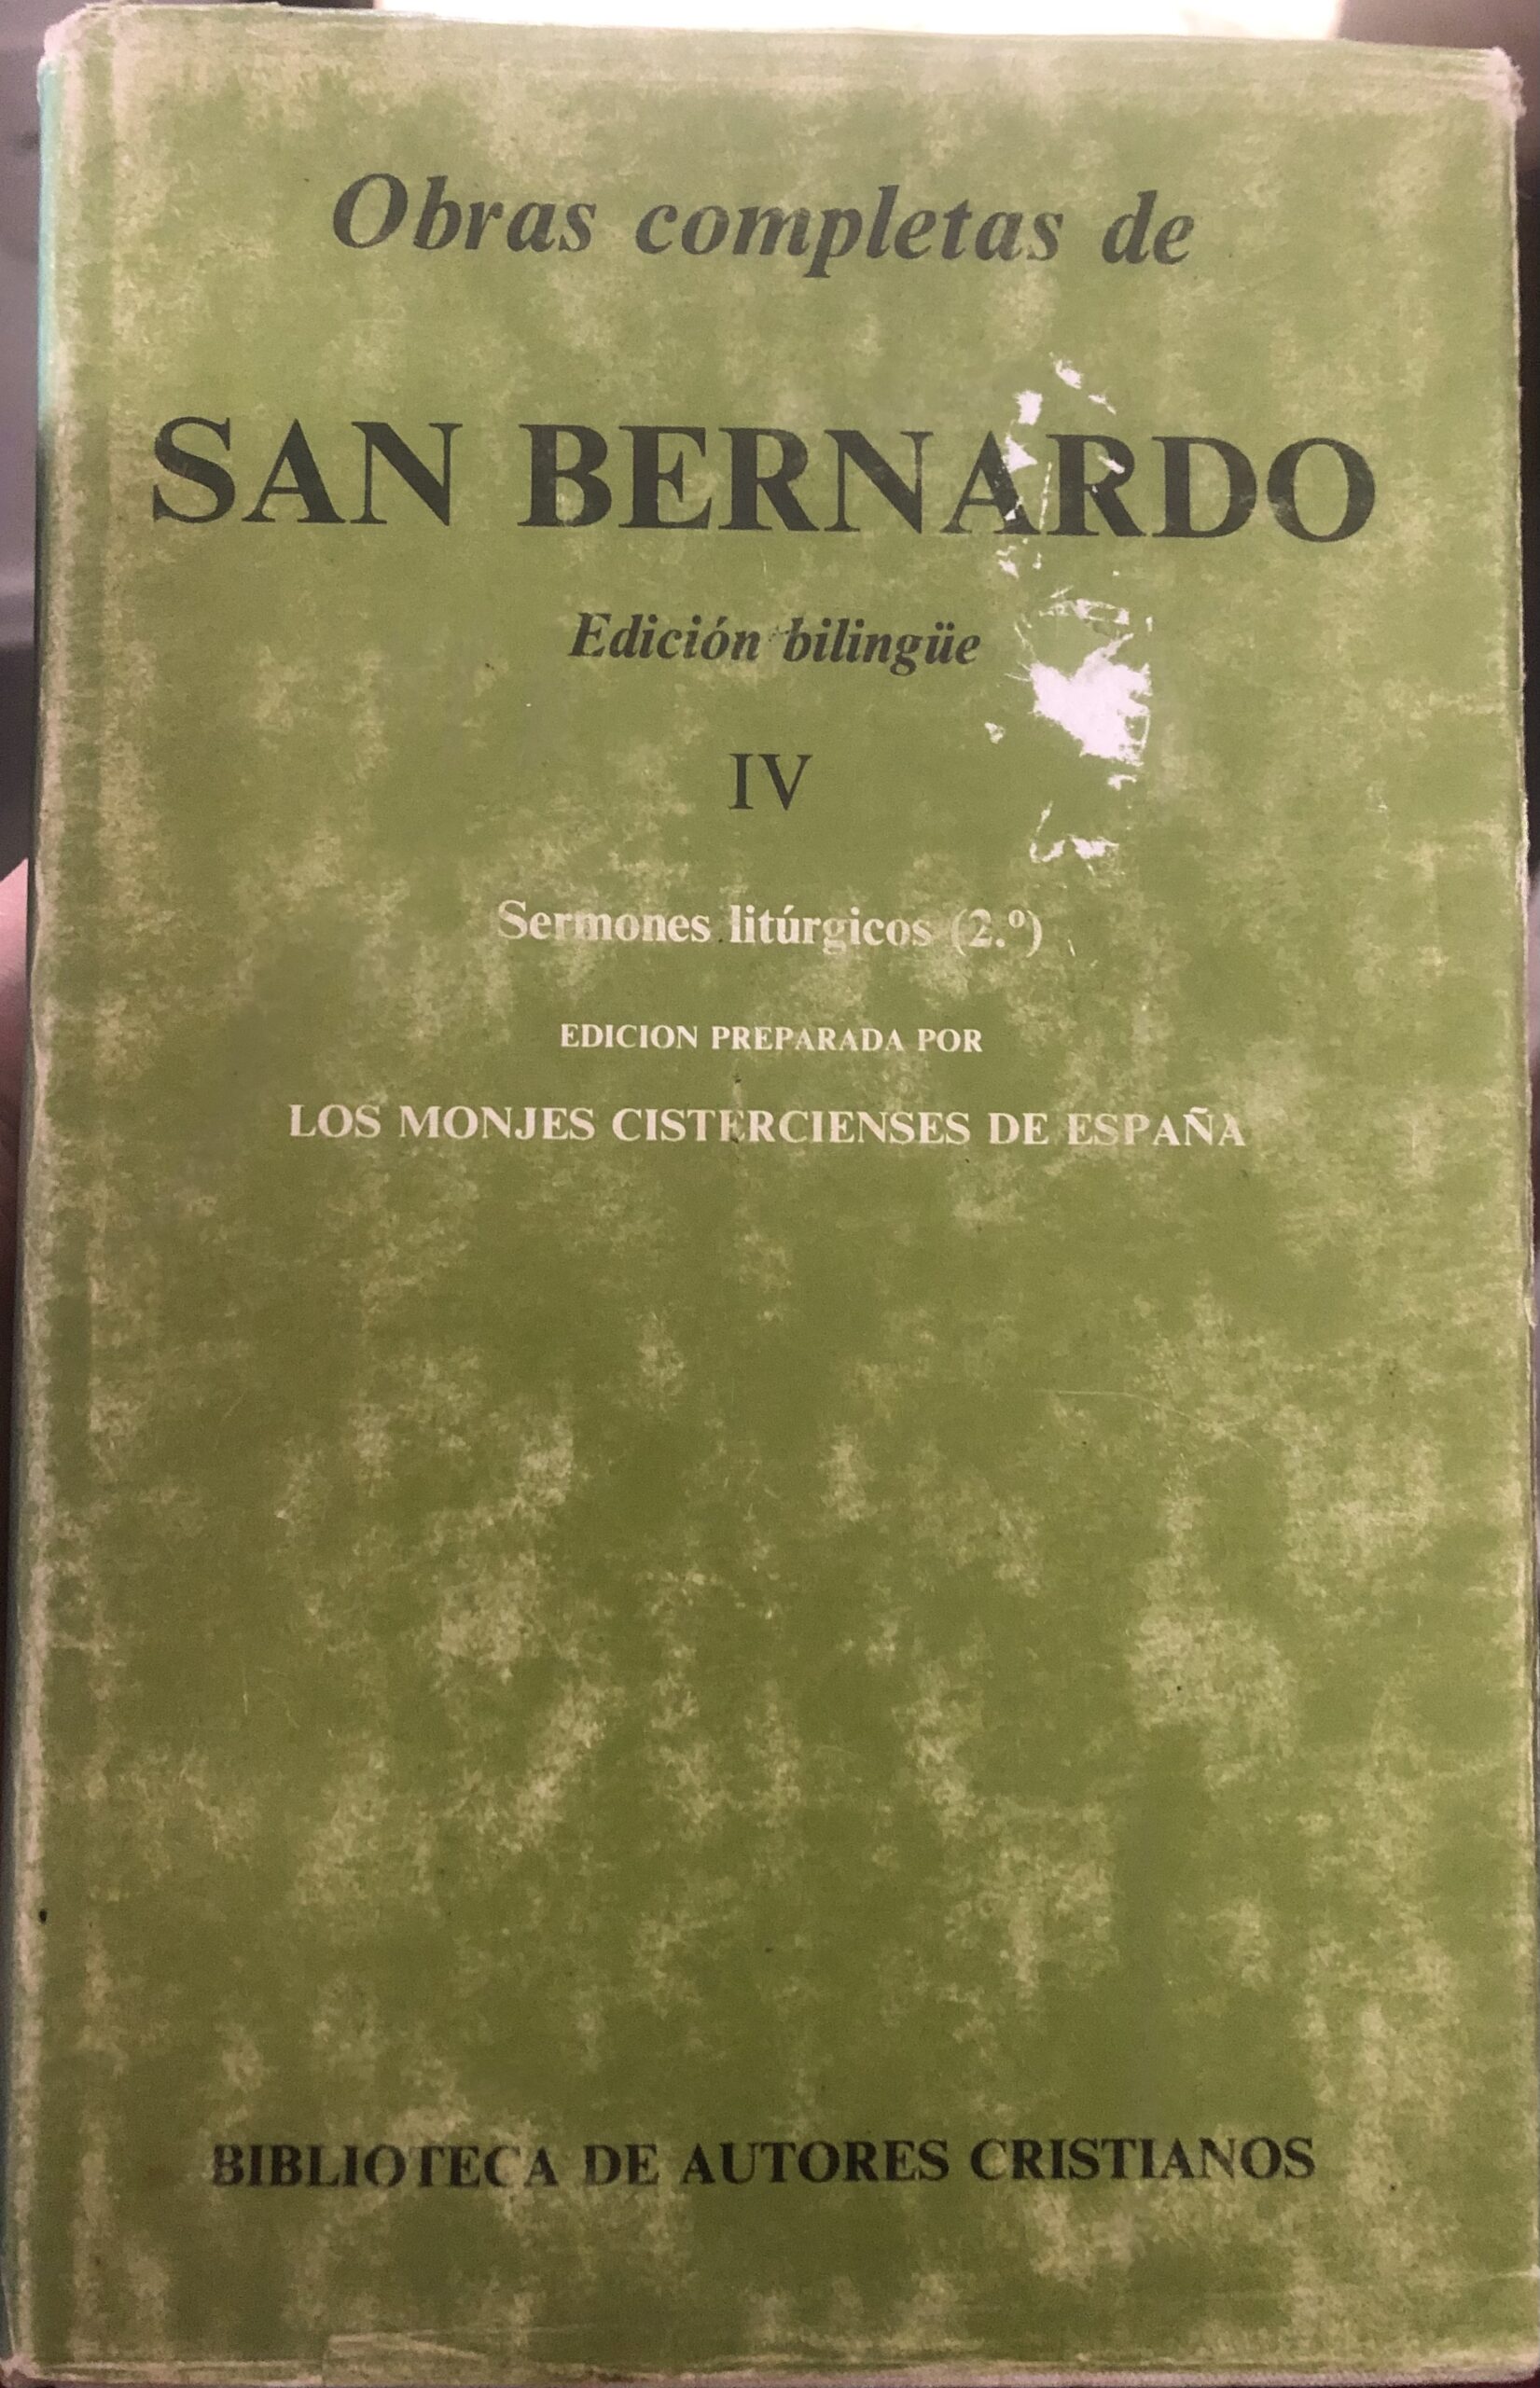 Obras completas de
SAN BERNARDO
Edición bilingüe
IV
Sermones litúrgicos (2.º)
EDICION PREPARADA POR
LOS MONJES CISTERCIENSES DE ESPAÑA
BIBLIOTECA DE AUTORES CRISTIANOS